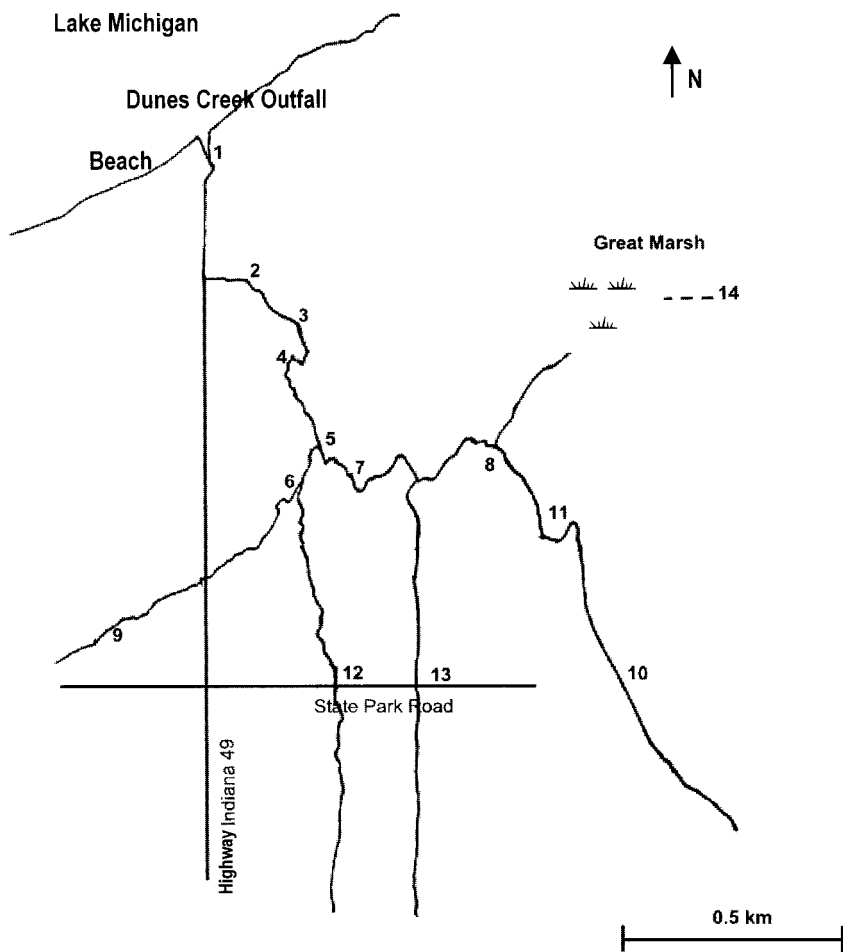 Lake Michigan
N
Dunes Creek Outfall
1
Beach
Great Marsh
2
14
3
4
5
7
8
6
11
9
12
13
10
State Park Road
Highway Indiana 49
0.5 km